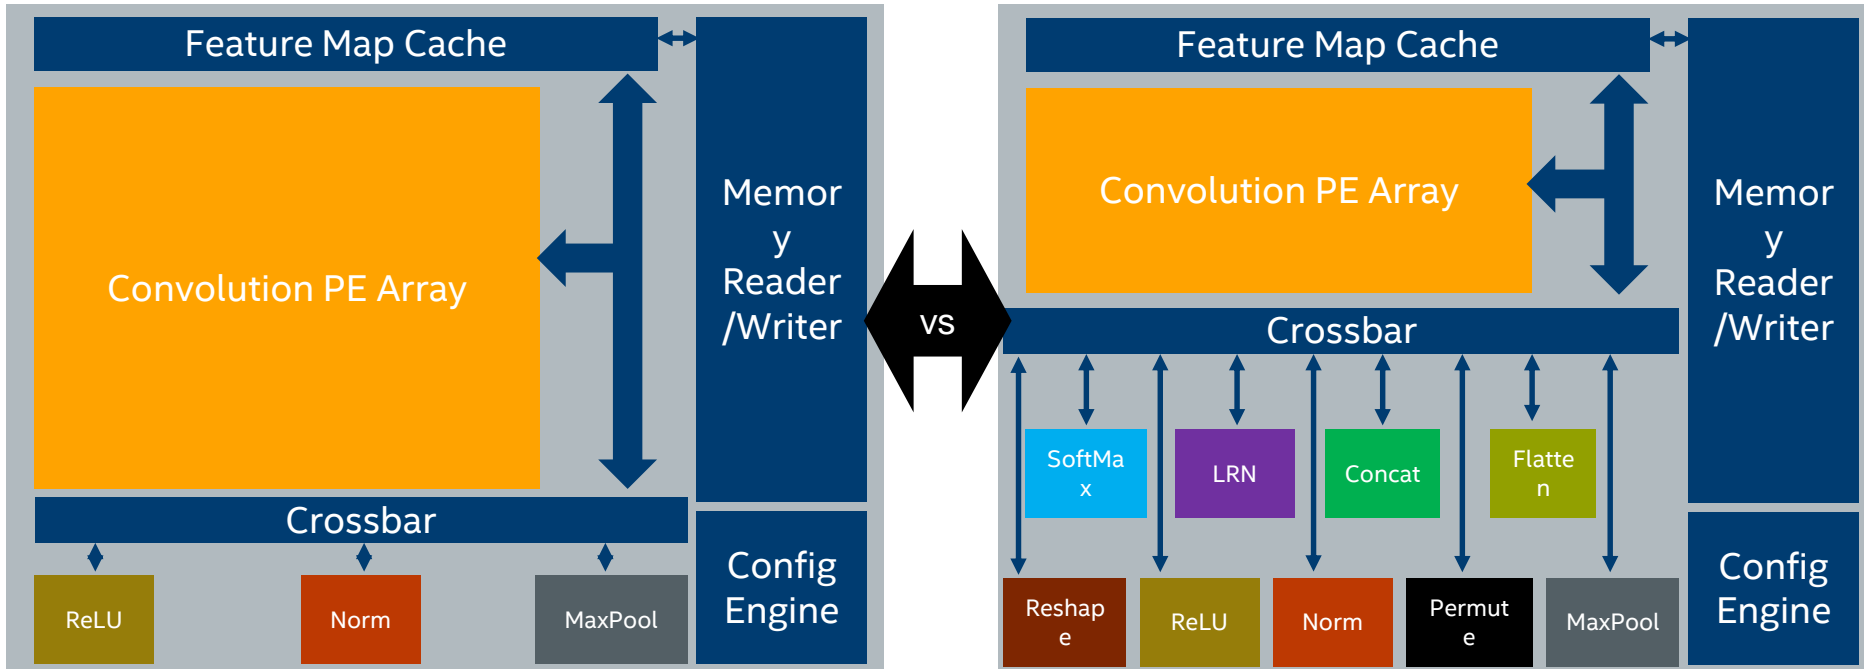 Feature Map Cache
Convolution PE Array
Memor
y
Reader
/Writer
Crossbar
Config
Engine
ReLU
Norm
MaxPool
vs
Feature Map Cache
Convolution PE Array
Memor
y
Reader
/Writer
Crossbar
SoftMa
x
LRN
Concat
Flatte
n
Reshap
e
ReLU
Norm
Permut
e
MaxPool
Config
Engine